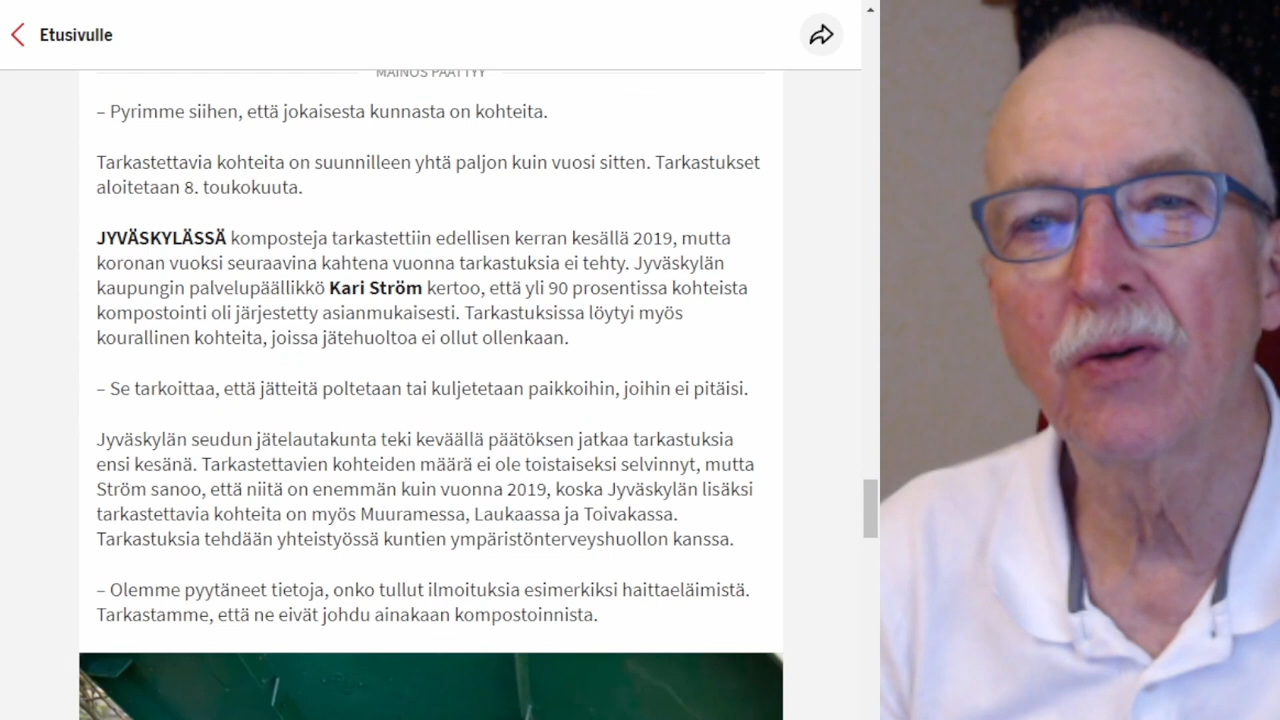 Etusivulle
MAINOS PÄÄTTYY
– Pyrimme siihen, että jokaisesta kunnasta on kohteita.
Tarkastettavia kohteita on suunnilleen yhtä paljon kuin vuosi sitten. Tarkastukset
aloitetaan 8. toukokuuta.
JYVÄSKYLÄSSÄ komposteja tarkastettiin edellisen kerran kesällä 2019, mutta
koronan vuoksi seuraavina kahtena vuonna tarkastuksia ei tehty. Jyväskylän
kaupungin palvelupäällikkö Kari Ström kertoo, että yli 90 prosentissa kohteista
kompostointi oli järjestetty asianmukaisesti. Tarkastuksissa löytyi myös
kourallinen kohteita, joissa jätehuoltoa ei ollut ollenkaan.
– Se tarkoittaa, että jätteitä poltetaan tai kuljetetaan paikkoihin, joihin ei pitäisi.
Jyväskylän seudun jätelautakunta teki keväällä päätöksen jatkaa tarkastuksia
ensi kesänä. Tarkastettavien kohteiden määrä ei ole toistaiseksi selvinnyt, mutta
Ström sanoo, että niitä on enemmän kuin vuonna 2019, koska Jyväskylän lisäksi
tarkastettavia kohteita on myös Muuramessa, Laukaassa ja Toivakassa.
Tarkastuksia tehdään yhteistyössä kuntien ympäristönterveyshuollon kanssa.
– Olemme pyytäneet tietoja, onko tullut ilmoituksia esimerkiksi haittaeläimistä.
Tarkastamme, että ne eivät johdu ainakaan kompostoinnista.